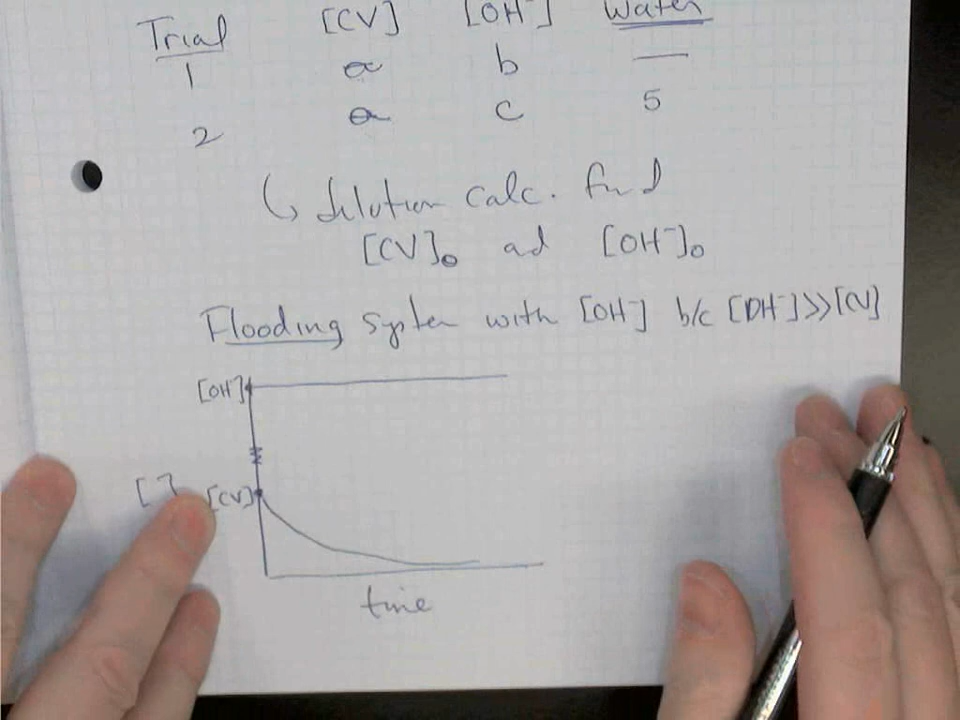 Trial [CV] [OH⁻] Water
1 a b —
2 a c 5
↳ dilution calc. find
[CV]₀ ad [OH⁻]₀
Flooding system with [OH⁻] b/c [OH⁻]>>[CV]
[OH⁻]
[ ] [CV]
time